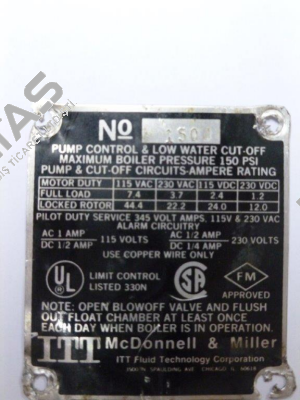 No 150
PUMP CONTROL & LOW WATER CUT-OFF
MAXIMUM BOILER PRESSURE 150 PSI
PUMP & CUT-OFF CIRCUITS-AMPERE RATING
MOTOR DUTY 115 VAC 230 VAC 115 VDC 230 VDC
FULL LOAD 7.4 3.7 2.4 1.2
LOCKED ROTOR 44.4 22.2 24.0 12.0
PILOT DUTY SERVICE 345 VOLT AMPS. 115V & 230 VAC
ALARM CIRCUITRY
AC 1 AMP
DC 1/2 AMP 115 VOLTS
AC 1/2 AMP
DC 1/4 AMP 230 VOLTS
USE COPPER WIRE ONLY
UL
LISTED
LIMIT CONTROL
LISTED 330N
SA
FM
APPROVED
NOTE: OPEN BLOWOFF VALVE AND FLUSH
OUT FLOAT CHAMBER AT LEAST ONCE
EACH DAY WHEN BOILER IS IN OPERATION.
ITT McDonnell & Miller
ITT Fluid Technology Corporation
CHICAGO